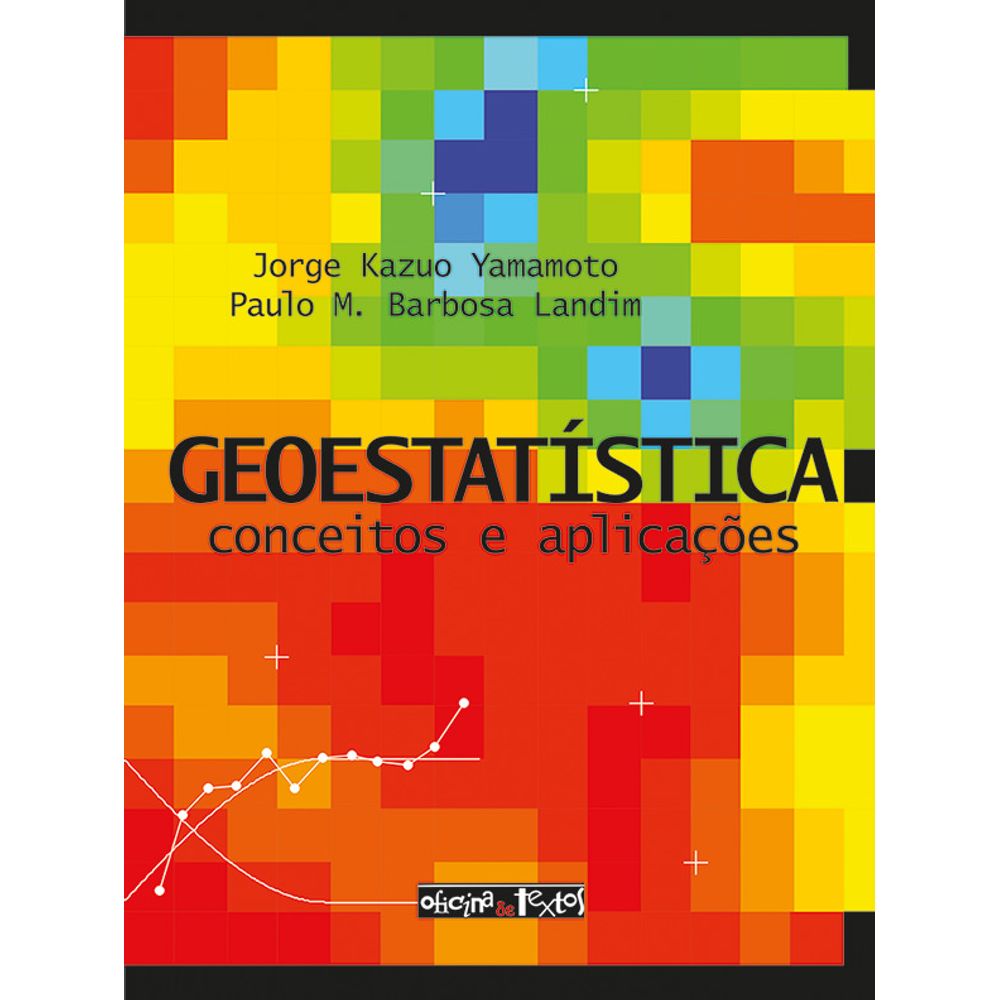 Jorge Kazuo Yamamoto
Paulo M. Barbosa Landim
GEOESTATÍSTICA
conceitos e aplicações
oficina de textos